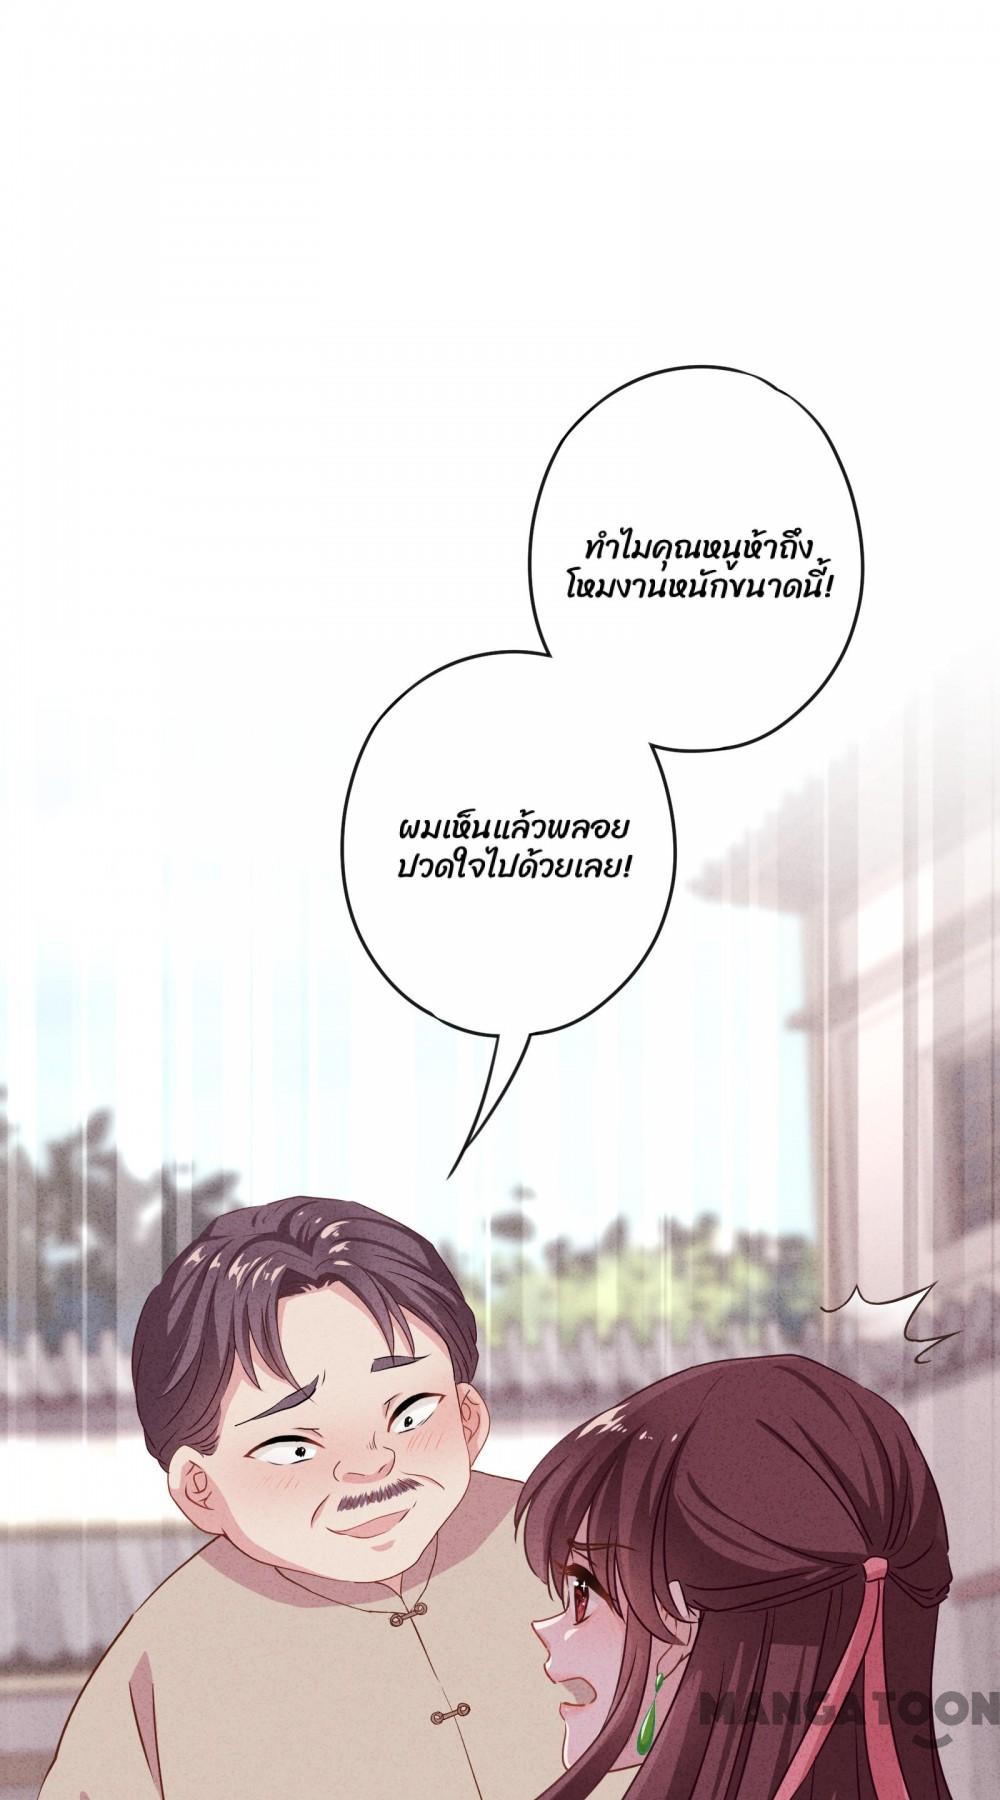 ทำไมคุณหนูห้าถึง
โหมงานหนักขนาดนี้!
ผมเห็นแล้วพลอย
ปวดใจไปด้วยเลย!
MANGATOON